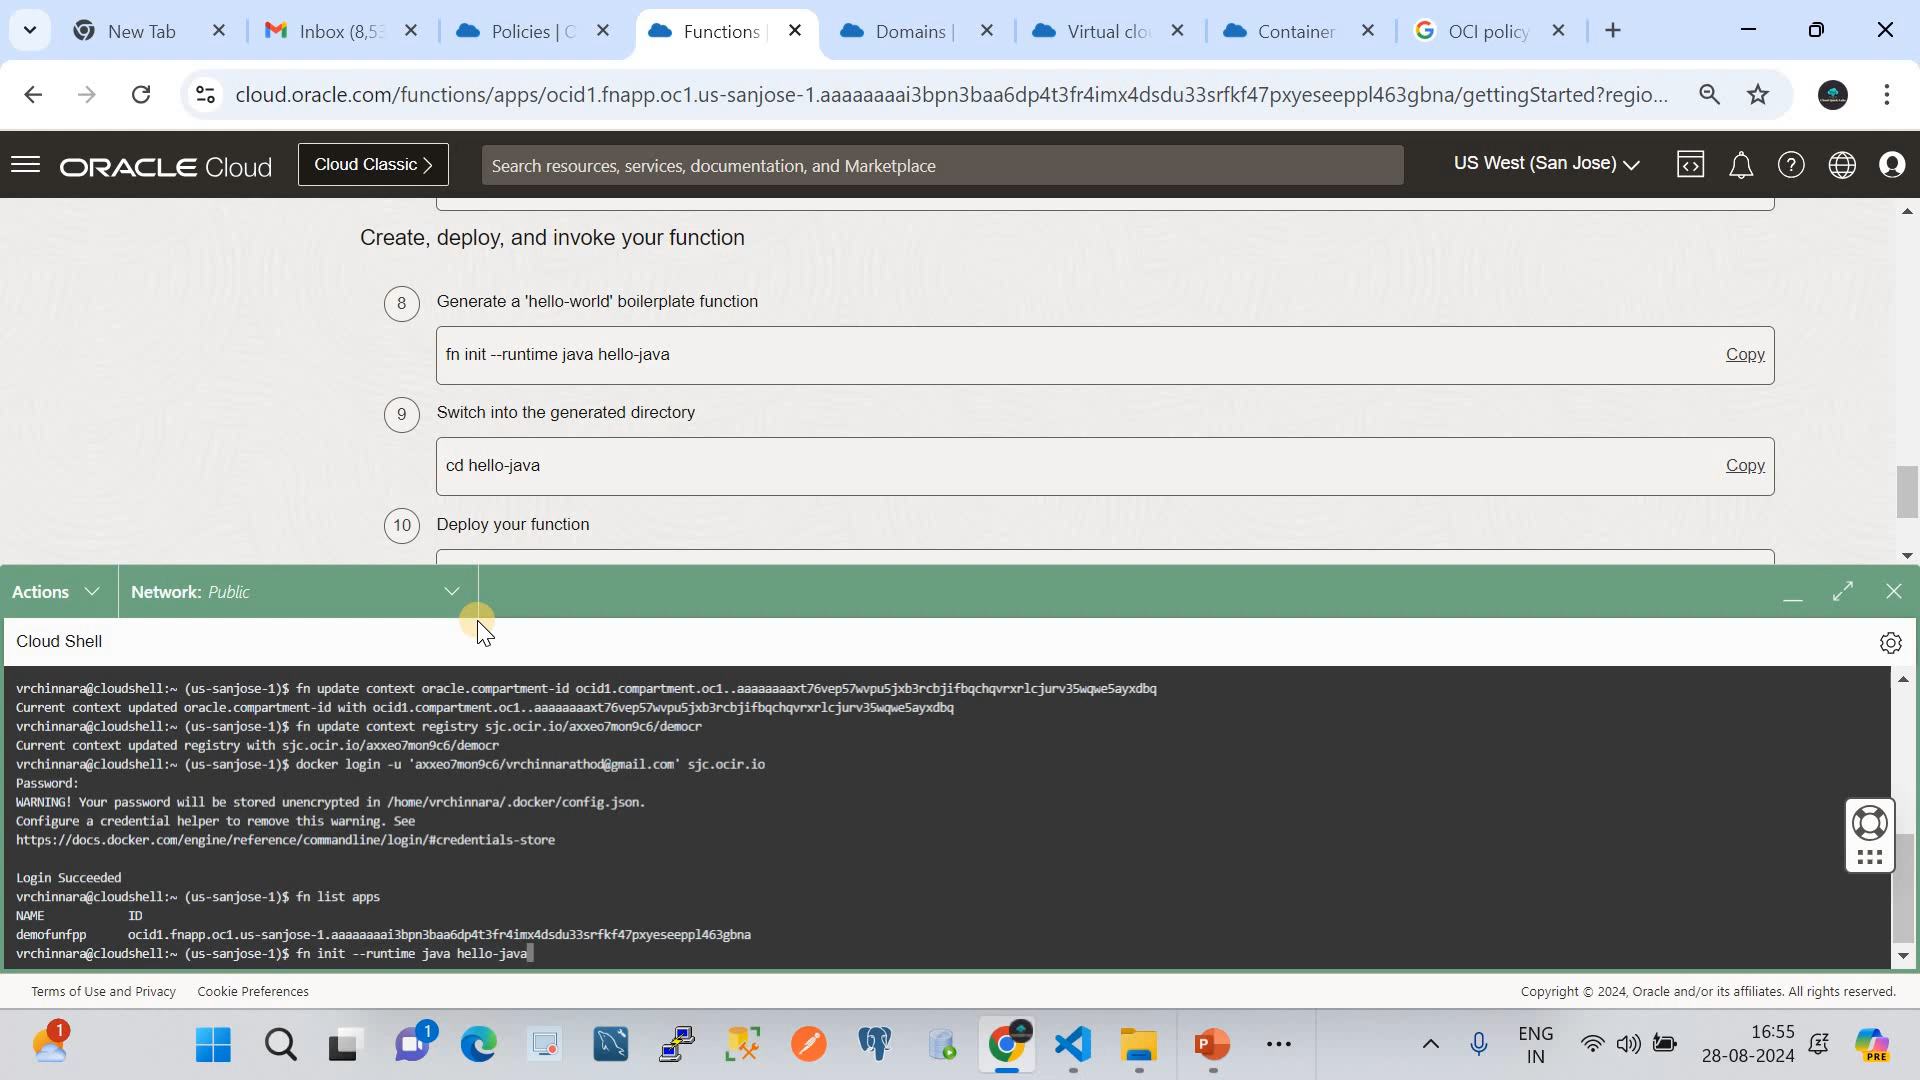 New Tab
Inbox (8,53
Policies | O
Functions |
Domains |
Virtual clou
Container
OCI policy
cloud.oracle.com/functions/apps/ocid1.fnapp.oc1.us-sanjose-1.aaaaaaaai3bpn3baa6dp4t3fr4imx4dsdu33srfkf47pxyeseeppl463gbna/gettingStarted?regio...
ORACLE Cloud
Cloud Classic
Search resources, services, documentation, and Marketplace
US West (San Jose)
Create, deploy, and invoke your function
8 Generate a 'hello-world' boilerplate function
fn init --runtime java hello-java
Copy
9 Switch into the generated directory
cd hello-java
Copy
10 Deploy your function
Actions
Network: Public
Cloud Shell
vrchinnara@cloudshell:~ (us-sanjose-1)$ fn update context oracle.compartment-id ocid1.compartment.oc1..aaaaaaaaxt76vep57wvpu5jxb3rcbjifbqchqvrxrlcjurv35wqwe5ayxdbq
Current context updated oracle.compartment-id with ocid1.compartment.oc1..aaaaaaaaxt76vep57wvpu5jxb3rcbjifbqchqvrxrlcjurv35wqwe5ayxdbq
vrchinnara@cloudshell:~ (us-sanjose-1)$ fn update context registry sjc.ocir.io/axxeo7mon9c6/democr
Current context updated registry with sjc.ocir.io/axxeo7mon9c6/democr
vrchinnara@cloudshell:~ (us-sanjose-1)$ docker login -u 'axxeo7mon9c6/vrchinnarathod@gmail.com' sjc.ocir.io
Password:
WARNING! Your password will be stored unencrypted in /home/vrchinnara/.docker/config.json.
Configure a credential helper to remove this warning. See
https://docs.docker.com/engine/reference/commandline/login/#credentials-store
Login Succeeded
vrchinnara@cloudshell:~ (us-sanjose-1)$ fn list apps
NAME ID
demofunfpp ocid1.fnapp.oc1.us-sanjose-1.aaaaaaaai3bpn3baa6dp4t3fr4imx4dsdu33srfkf47pxyeseeppl463gbna
vrchinnara@cloudshell:~ (us-sanjose-1)$ fn init --runtime java hello-java
Terms of Use and Privacy
Cookie Preferences
Copyright © 2024, Oracle and/or its affiliates. All rights reserved.
1
1
P
ENG
IN
16:55
28-08-2024
PRE